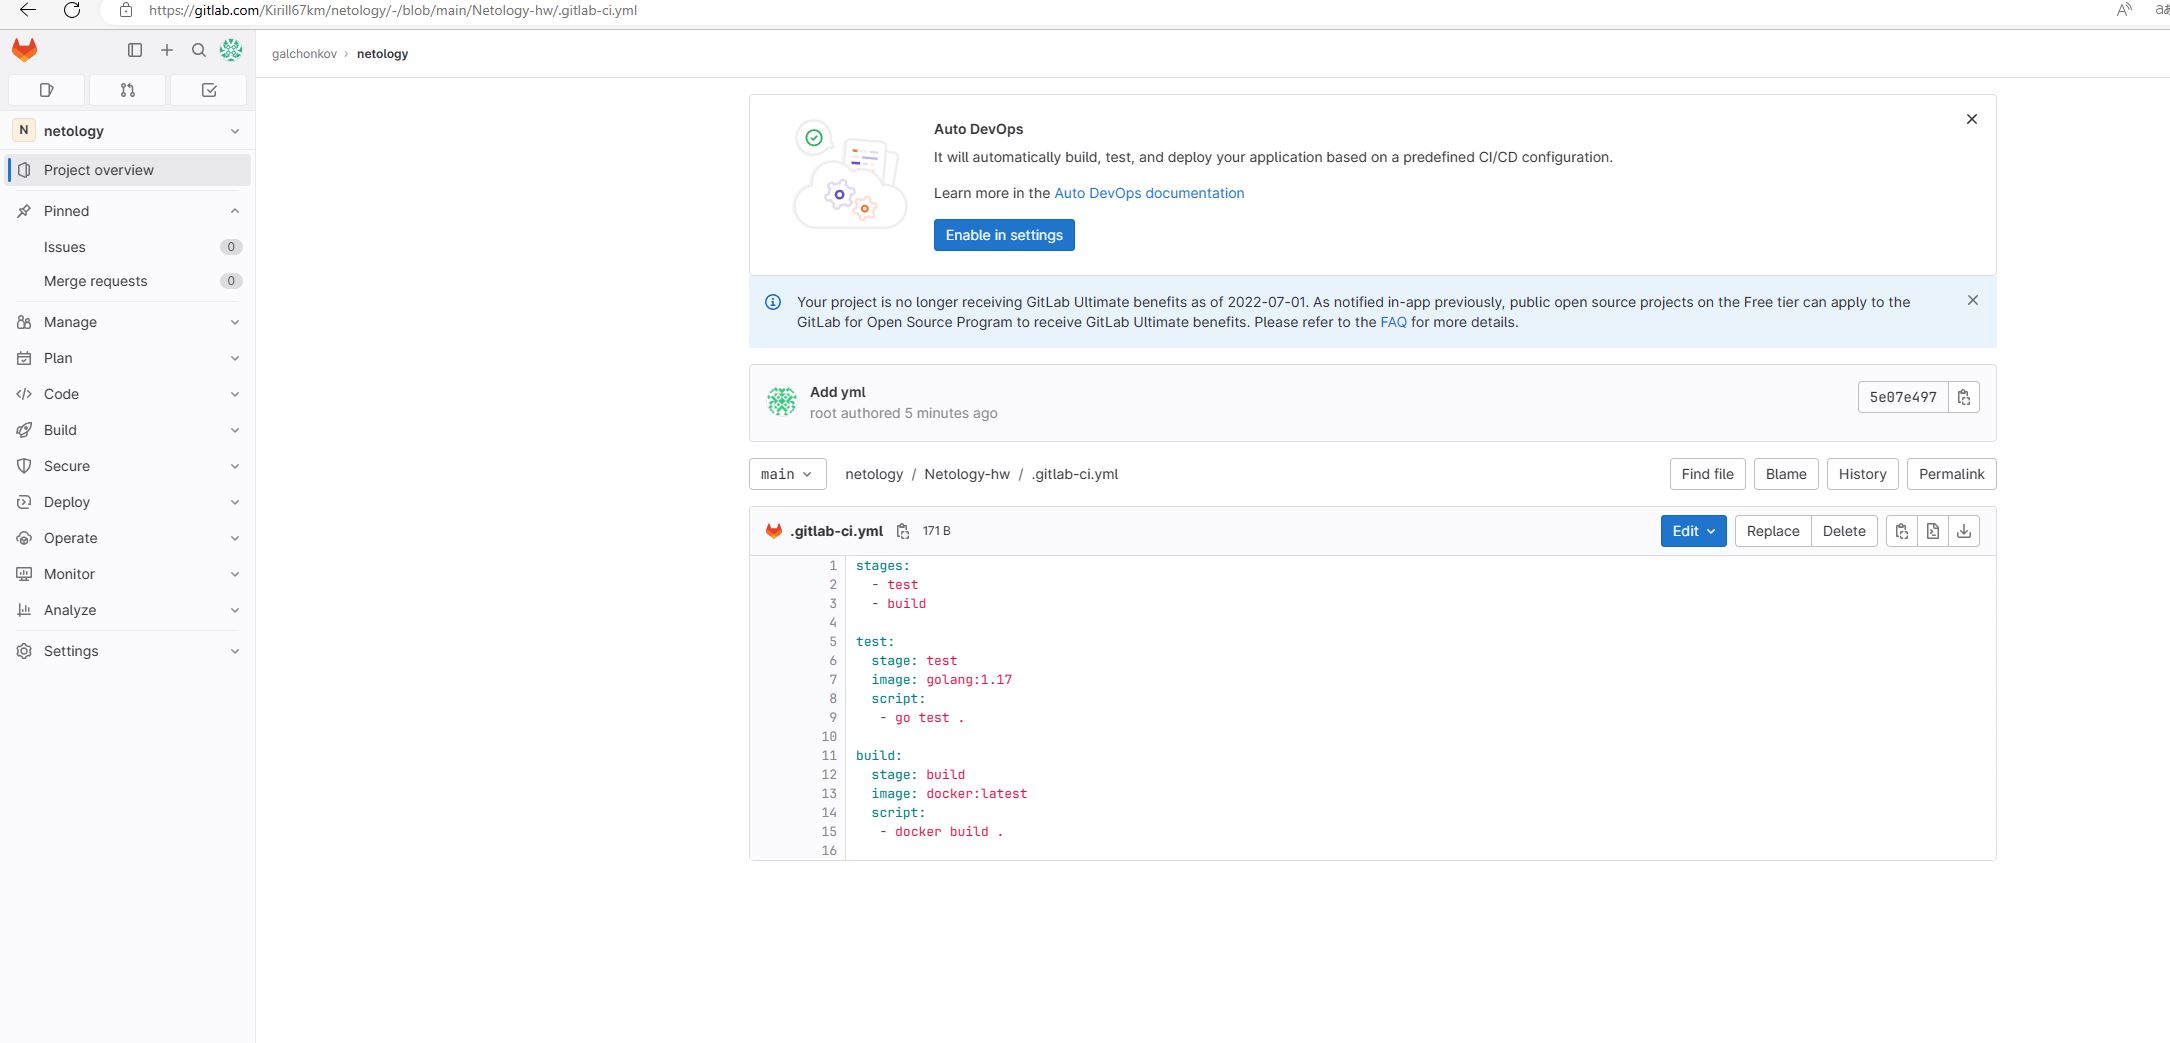 https://gitlab.com/Kirill67km/netology/-/blob/main/Netology-hw/.gitlab-ci.yml
galchonkov › netology
N netology
Project overview
Pinned
Issues 0
Merge requests 0
Manage
Plan
Code
Build
Secure
Deploy
Operate
Monitor
Analyze
Settings
Auto DevOps
It will automatically build, test, and deploy your application based on a predefined CI/CD configuration.
Learn more in the Auto DevOps documentation
Enable in settings
Your project is no longer receiving GitLab Ultimate benefits as of 2022-07-01. As notified in-app previously, public open source projects on the Free tier can apply to the
GitLab for Open Source Program to receive GitLab Ultimate benefits. Please refer to the FAQ for more details.
Add yml
root authored 5 minutes ago
5e07e497
main netology / Netology-hw / .gitlab-ci.yml Find file Blame History Permalink
.gitlab-ci.yml 171 B Edit Replace Delete
1 stages:
2   - test
3   - build
4
5 test:
6   stage: test
7   image: golang:1.17
8   script:
9    - go test .
10
11 build:
12   stage: build
13   image: docker:latest
14   script:
15    - docker build .
16